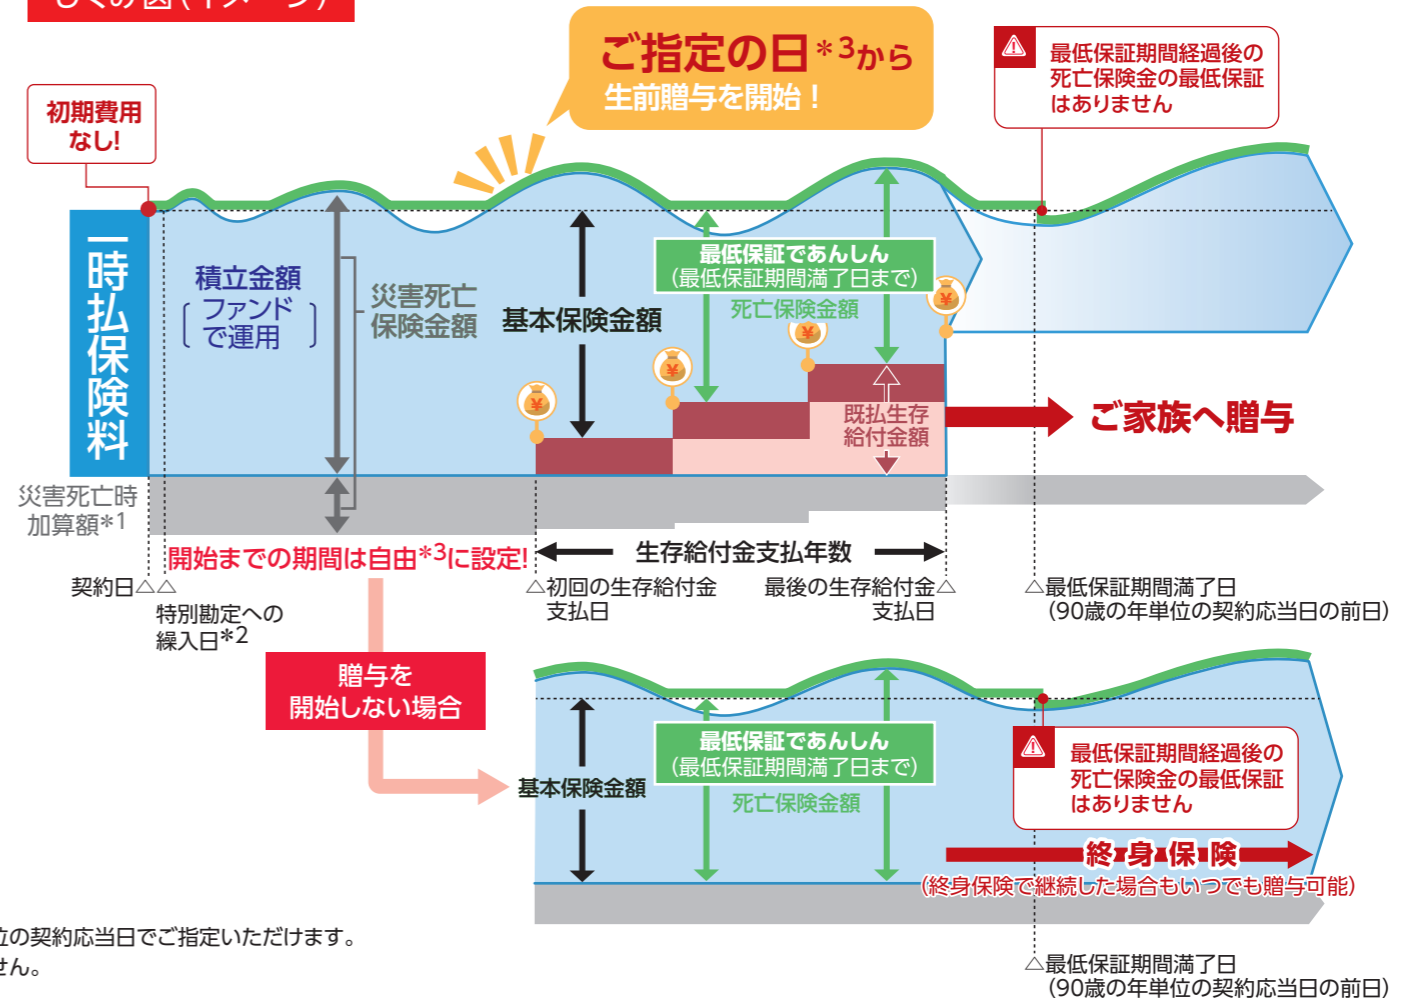 しくみ図(イメージ)
ご指定の日*3から
生前贈与を開始！
最低保証期間経過後の
死亡保険金の最低保証
はありません
初期費用
なし!
一時払保険料
積立金額
ファンド
で運用
災害死亡
保険金額
基本保険金額
最低保証であんしん
(最低保証期間満了日まで)
死亡保険金額
¥
¥
¥
¥
既払生存
給付金額
ご家族へ贈与
災害死亡時
加算額*1
開始までの期間は自由*3に設定!
生存給付金支払年数
契約日△△
特別勘定への
繰入日*2
△初回の生存給付金
支払日
最後の生存給付金△
支払日
△最低保証期間満了日
(90歳の年単位の契約応当日の前日)
贈与を
開始しない場合
基本保険金額
最低保証であんしん
(最低保証期間満了日まで)
死亡保険金額
最低保証期間経過後の
死亡保険金の最低保証
はありません
終身保険
(終身保険で継続した場合もいつでも贈与可能)
位の契約応当日でご指定いただけます。
せん。
△最低保証期間満了日
(90歳の年単位の契約応当日の前日)